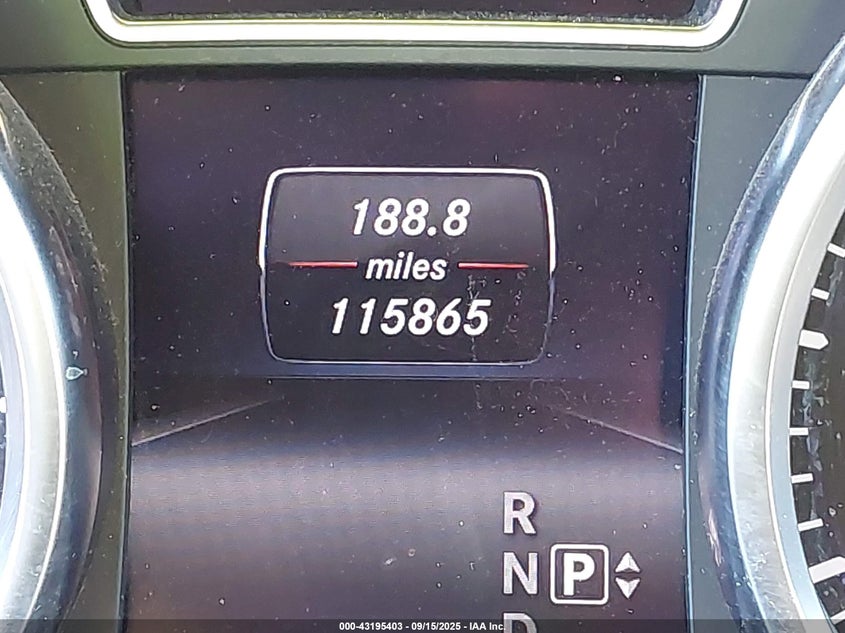 188.8
miles
115865
R
N P
D
000-43195403 - 09/15/2025 - IAA Inc.